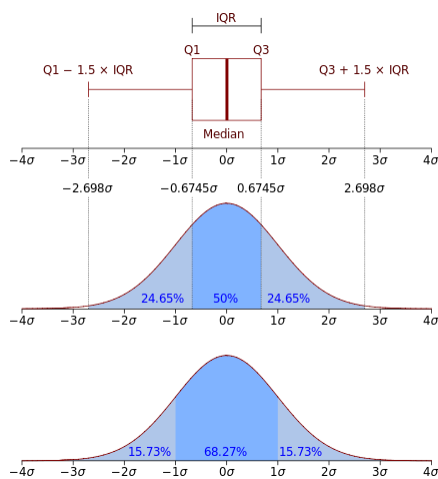 IQR
Q1 Q3
Q1 − 1.5 × IQR Q3 + 1.5 × IQR
Median
−4σ −3σ −2σ −1σ 0σ 1σ 2σ 3σ 4σ
−2.698σ −0.6745σ 0.6745σ 2.698σ
24.65% 50% 24.65%
−4σ −3σ −2σ −1σ 0σ 1σ 2σ 3σ 4σ
15.73% 68.27% 15.73%
−4σ −3σ −2σ −1σ 0σ 1σ 2σ 3σ 4σ